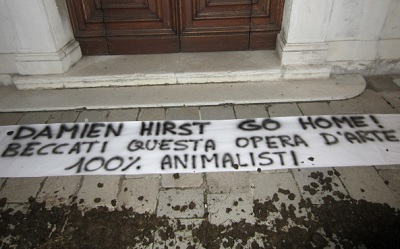 DAMIEN HIRST GO HOME!
BECCATI QUESTA OPERA D'ARTE
100% ANIMALISTI.